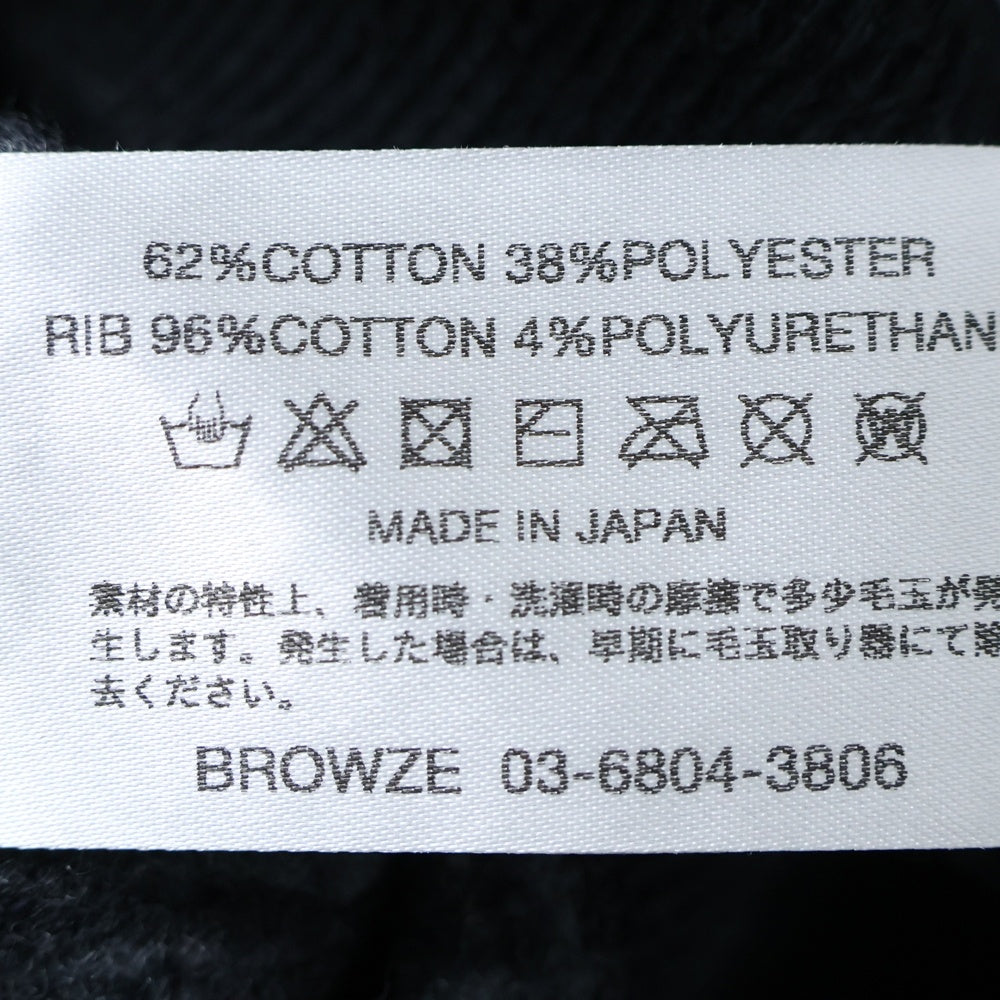 62%COTTON 38%POLYESTER
RIB 96%COTTON 4%POLYURETHAN
MADE IN JAPAN
素材の特性上、着用時・洗濯時の摩擦で多少毛玉が発
生します。発生した場合は、早期に毛玉取り器にて除
去ください。
BROWZE 03-6804-3806